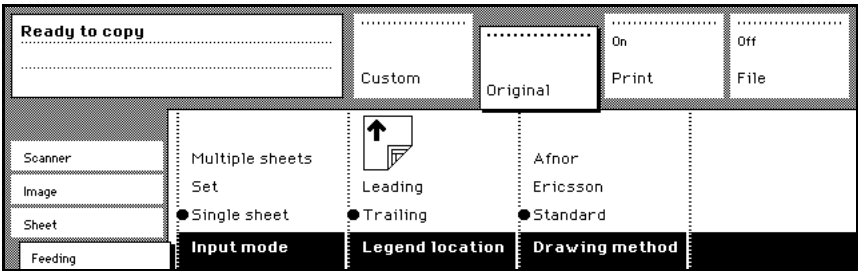 Ready to copy
Custom
Original
On
Print
Off
File
Scanner
Image
Sheet
Feeding
Multiple sheets
Set
Single sheet
Input mode
Leading
Trailing
Legend location
Afnor
Ericsson
Standard
Drawing method